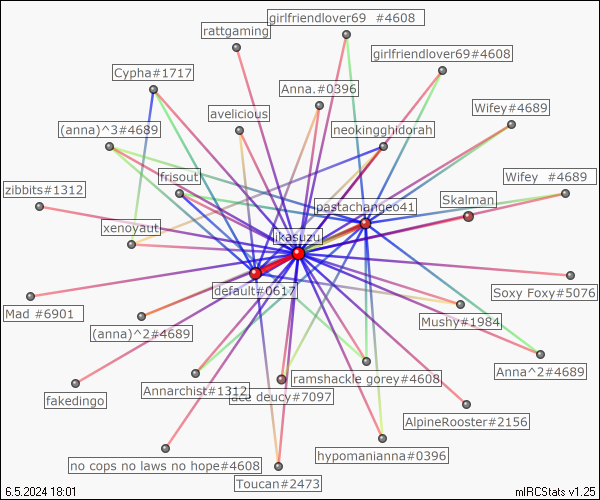 girlfriendlover69 #4608
rattgaming
girlfriendlover69#4608
Cypha#1717
Anna.#0396
avelicious
Wifey#4689
(anna)^3#4689
neokingghidorah
frisout
Wifey #4689
zibbits#1312
Skalman
pastachangeo41
xenoyaut
ikasuzu
Soxy Foxy#5076
default#0617
Mad #6901
Mushy#1984
(anna)^2#4689
Anna^2#4689
ramshackle gorey#4608
fakedingo
Annarchist#1312
ace deucy#7097
AlpineRooster#2156
hypomanianna#0396
no cops no laws no hope#4608
Toucan#2473
6.5.2024 18:01
mIRCStats v1.25